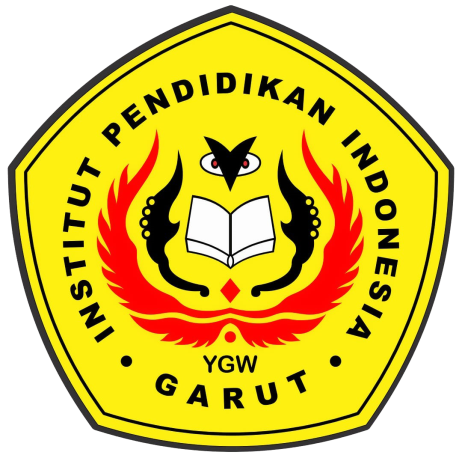 INSTITUT PENDIDIKAN INDONESIA
YGW
GARUT